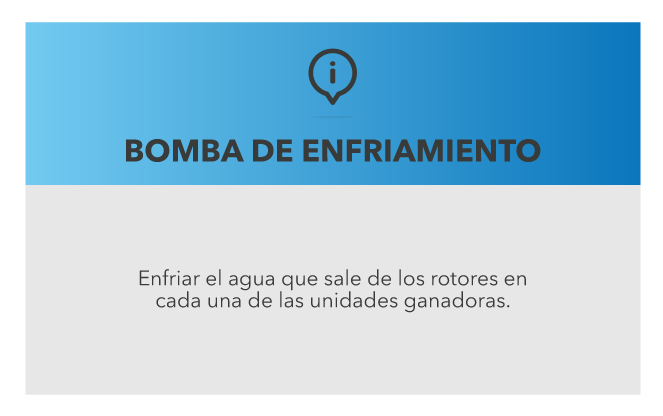 BOMBA DE ENFRIAMIENTO
Enfriar el agua que sale de los rotores en
cada una de las unidades ganadoras.